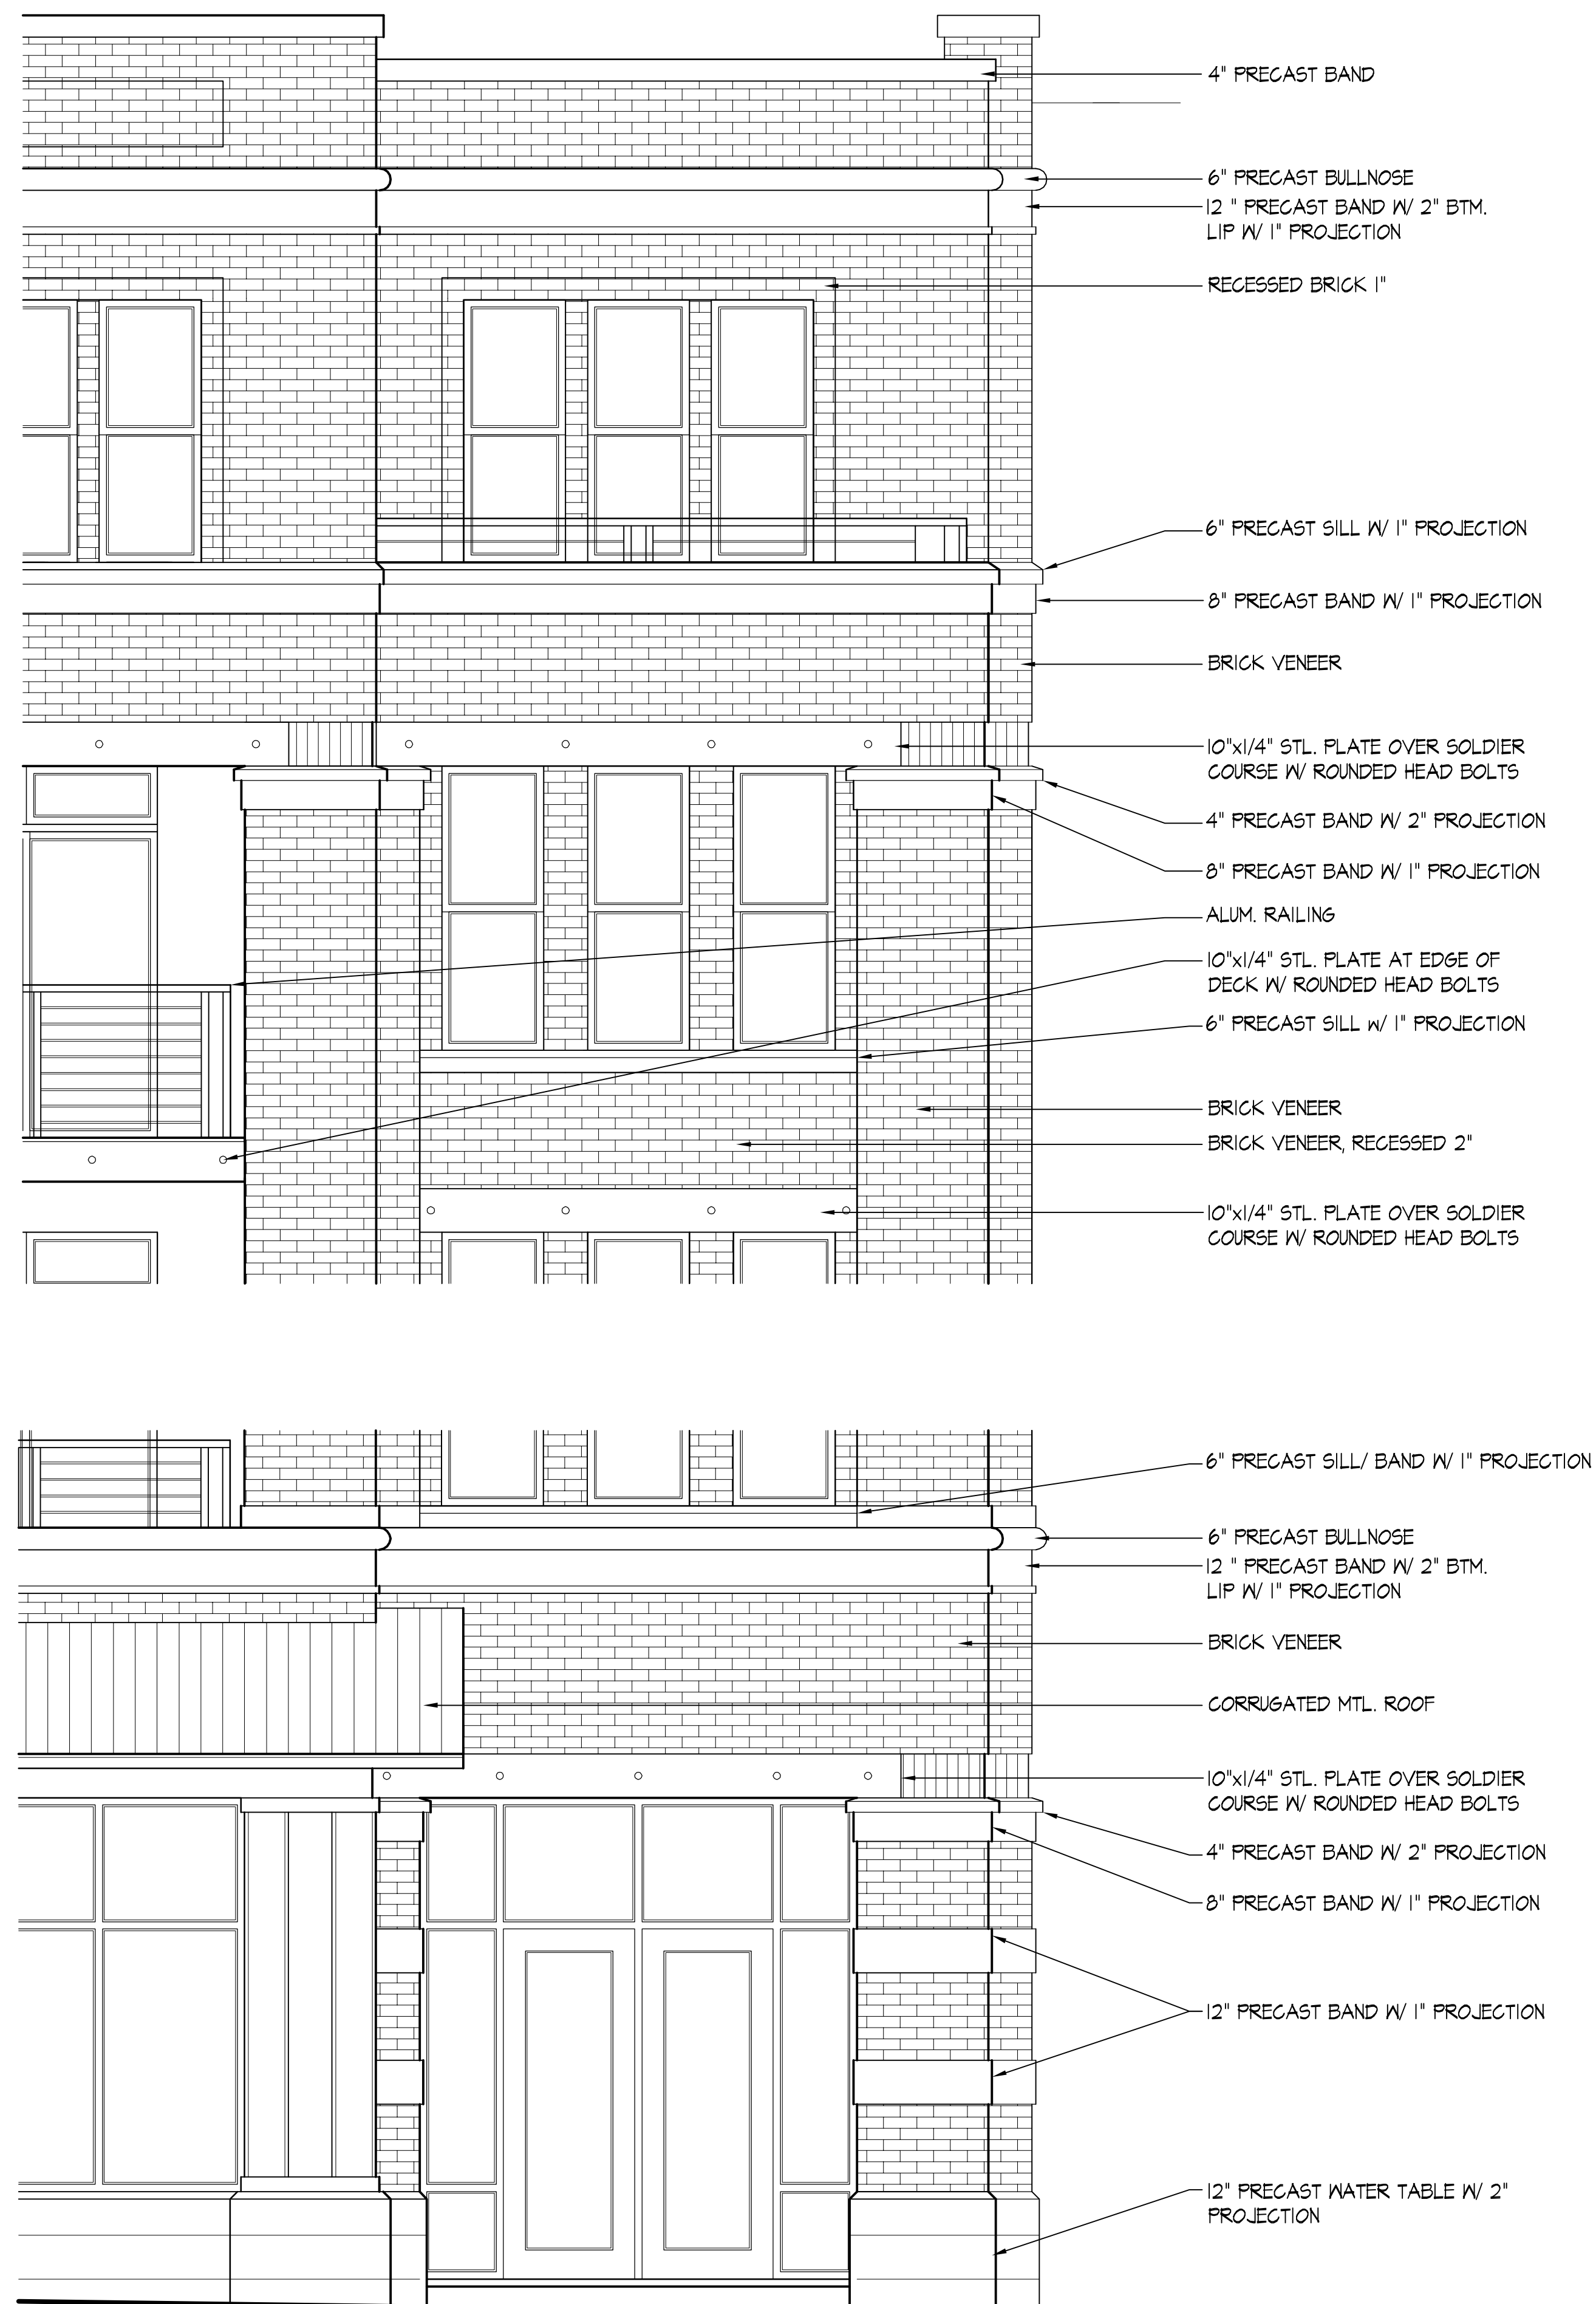 4" PRECAST BAND
6" PRECAST BULLNOSE
12 " PRECAST BAND W/ 2" BTM.
LIP W/ 1" PROJECTION
RECESSED BRICK 1"
6" PRECAST SILL W/ 1" PROJECTION
8" PRECAST BAND W/ 1" PROJECTION
BRICK VENEER
10"x1/4" STL. PLATE OVER SOLDIER
COURSE W/ ROUNDED HEAD BOLTS
4" PRECAST BAND W/ 2" PROJECTION
8" PRECAST BAND W/ 1" PROJECTION
ALUM. RAILING
10"x1/4" STL. PLATE AT EDGE OF
DECK W/ ROUNDED HEAD BOLTS
6" PRECAST SILL w/ 1" PROJECTION
BRICK VENEER
BRICK VENEER, RECESSED 2"
10"x1/4" STL. PLATE OVER SOLDIER
COURSE W/ ROUNDED HEAD BOLTS
6" PRECAST SILL/ BAND W/ 1" PROJECTION
6" PRECAST BULLNOSE
12 " PRECAST BAND W/ 2" BTM.
LIP W/ 1" PROJECTION
BRICK VENEER
CORRUGATED MTL. ROOF
10"x1/4" STL. PLATE OVER SOLDIER
COURSE W/ ROUNDED HEAD BOLTS
4" PRECAST BAND W/ 2" PROJECTION
8" PRECAST BAND W/ 1" PROJECTION
12" PRECAST BAND W/ 1" PROJECTION
12" PRECAST WATER TABLE W/ 2"
PROJECTION